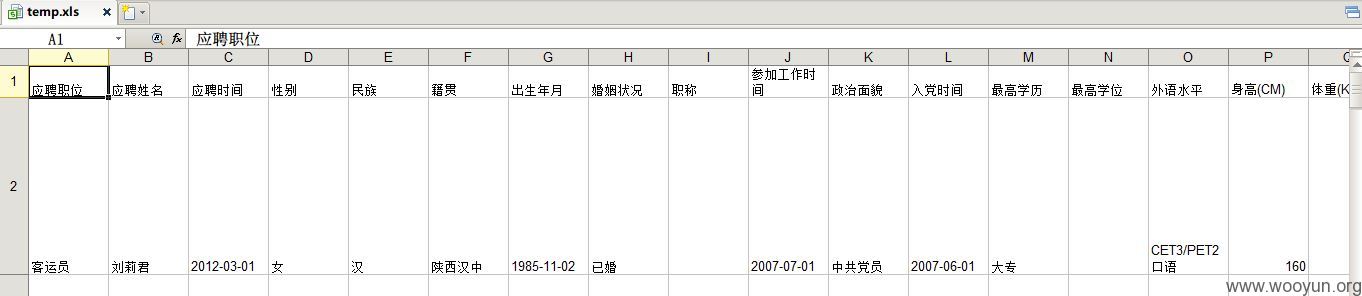 temp.xls
A1 fx 应聘职位
A B C D E F G H I J K L M N O P
1 应聘职位 应聘姓名 应聘时间 性别 民族 籍贯 出生年月 婚姻状况 职称 参加工作时 政治面貌 入党时间 最高学历 最高学位 外语水平 身高(CM) 体重(K
间
2 客运员 刘莉君 2012-03-01 女 汉 陕西汉中 1985-11-02 已婚 2007-07-01 中共党员 2007-06-01 大专 CET3/PET2 160
口语
www.wooyun.org